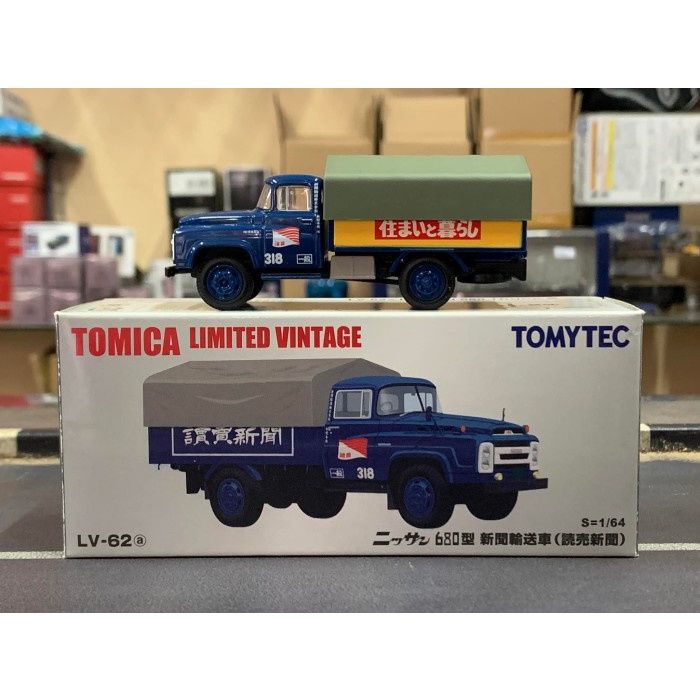 住まいと暮らし
318
一般
TOMICA LIMITED VINTAGE
TOMYTEC
讀賣新聞
318
一般
S=1/64
LV-62ⓐ
ニッサン 680型 新聞輸送車(読売新聞)